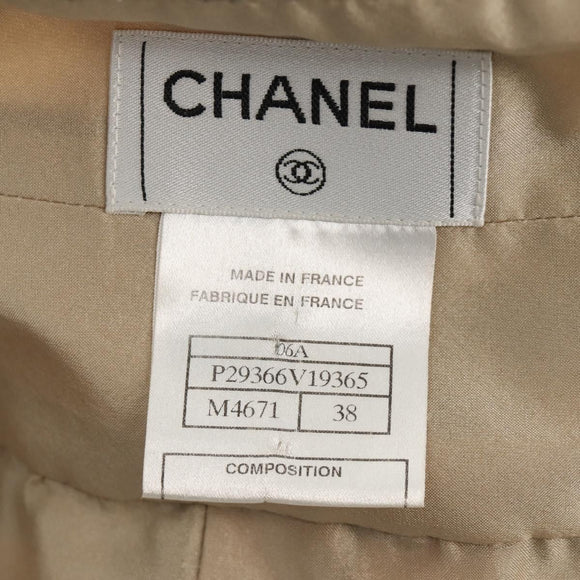 CHANEL
MADE IN FRANCE
FABRIQUE EN FRANCE
06A
P29366V19365
M4671 38
COMPOSITION